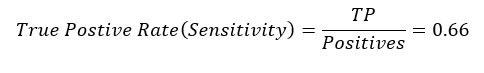 True Postive Rate(Sensitivity) = TP / Positives = 0.66